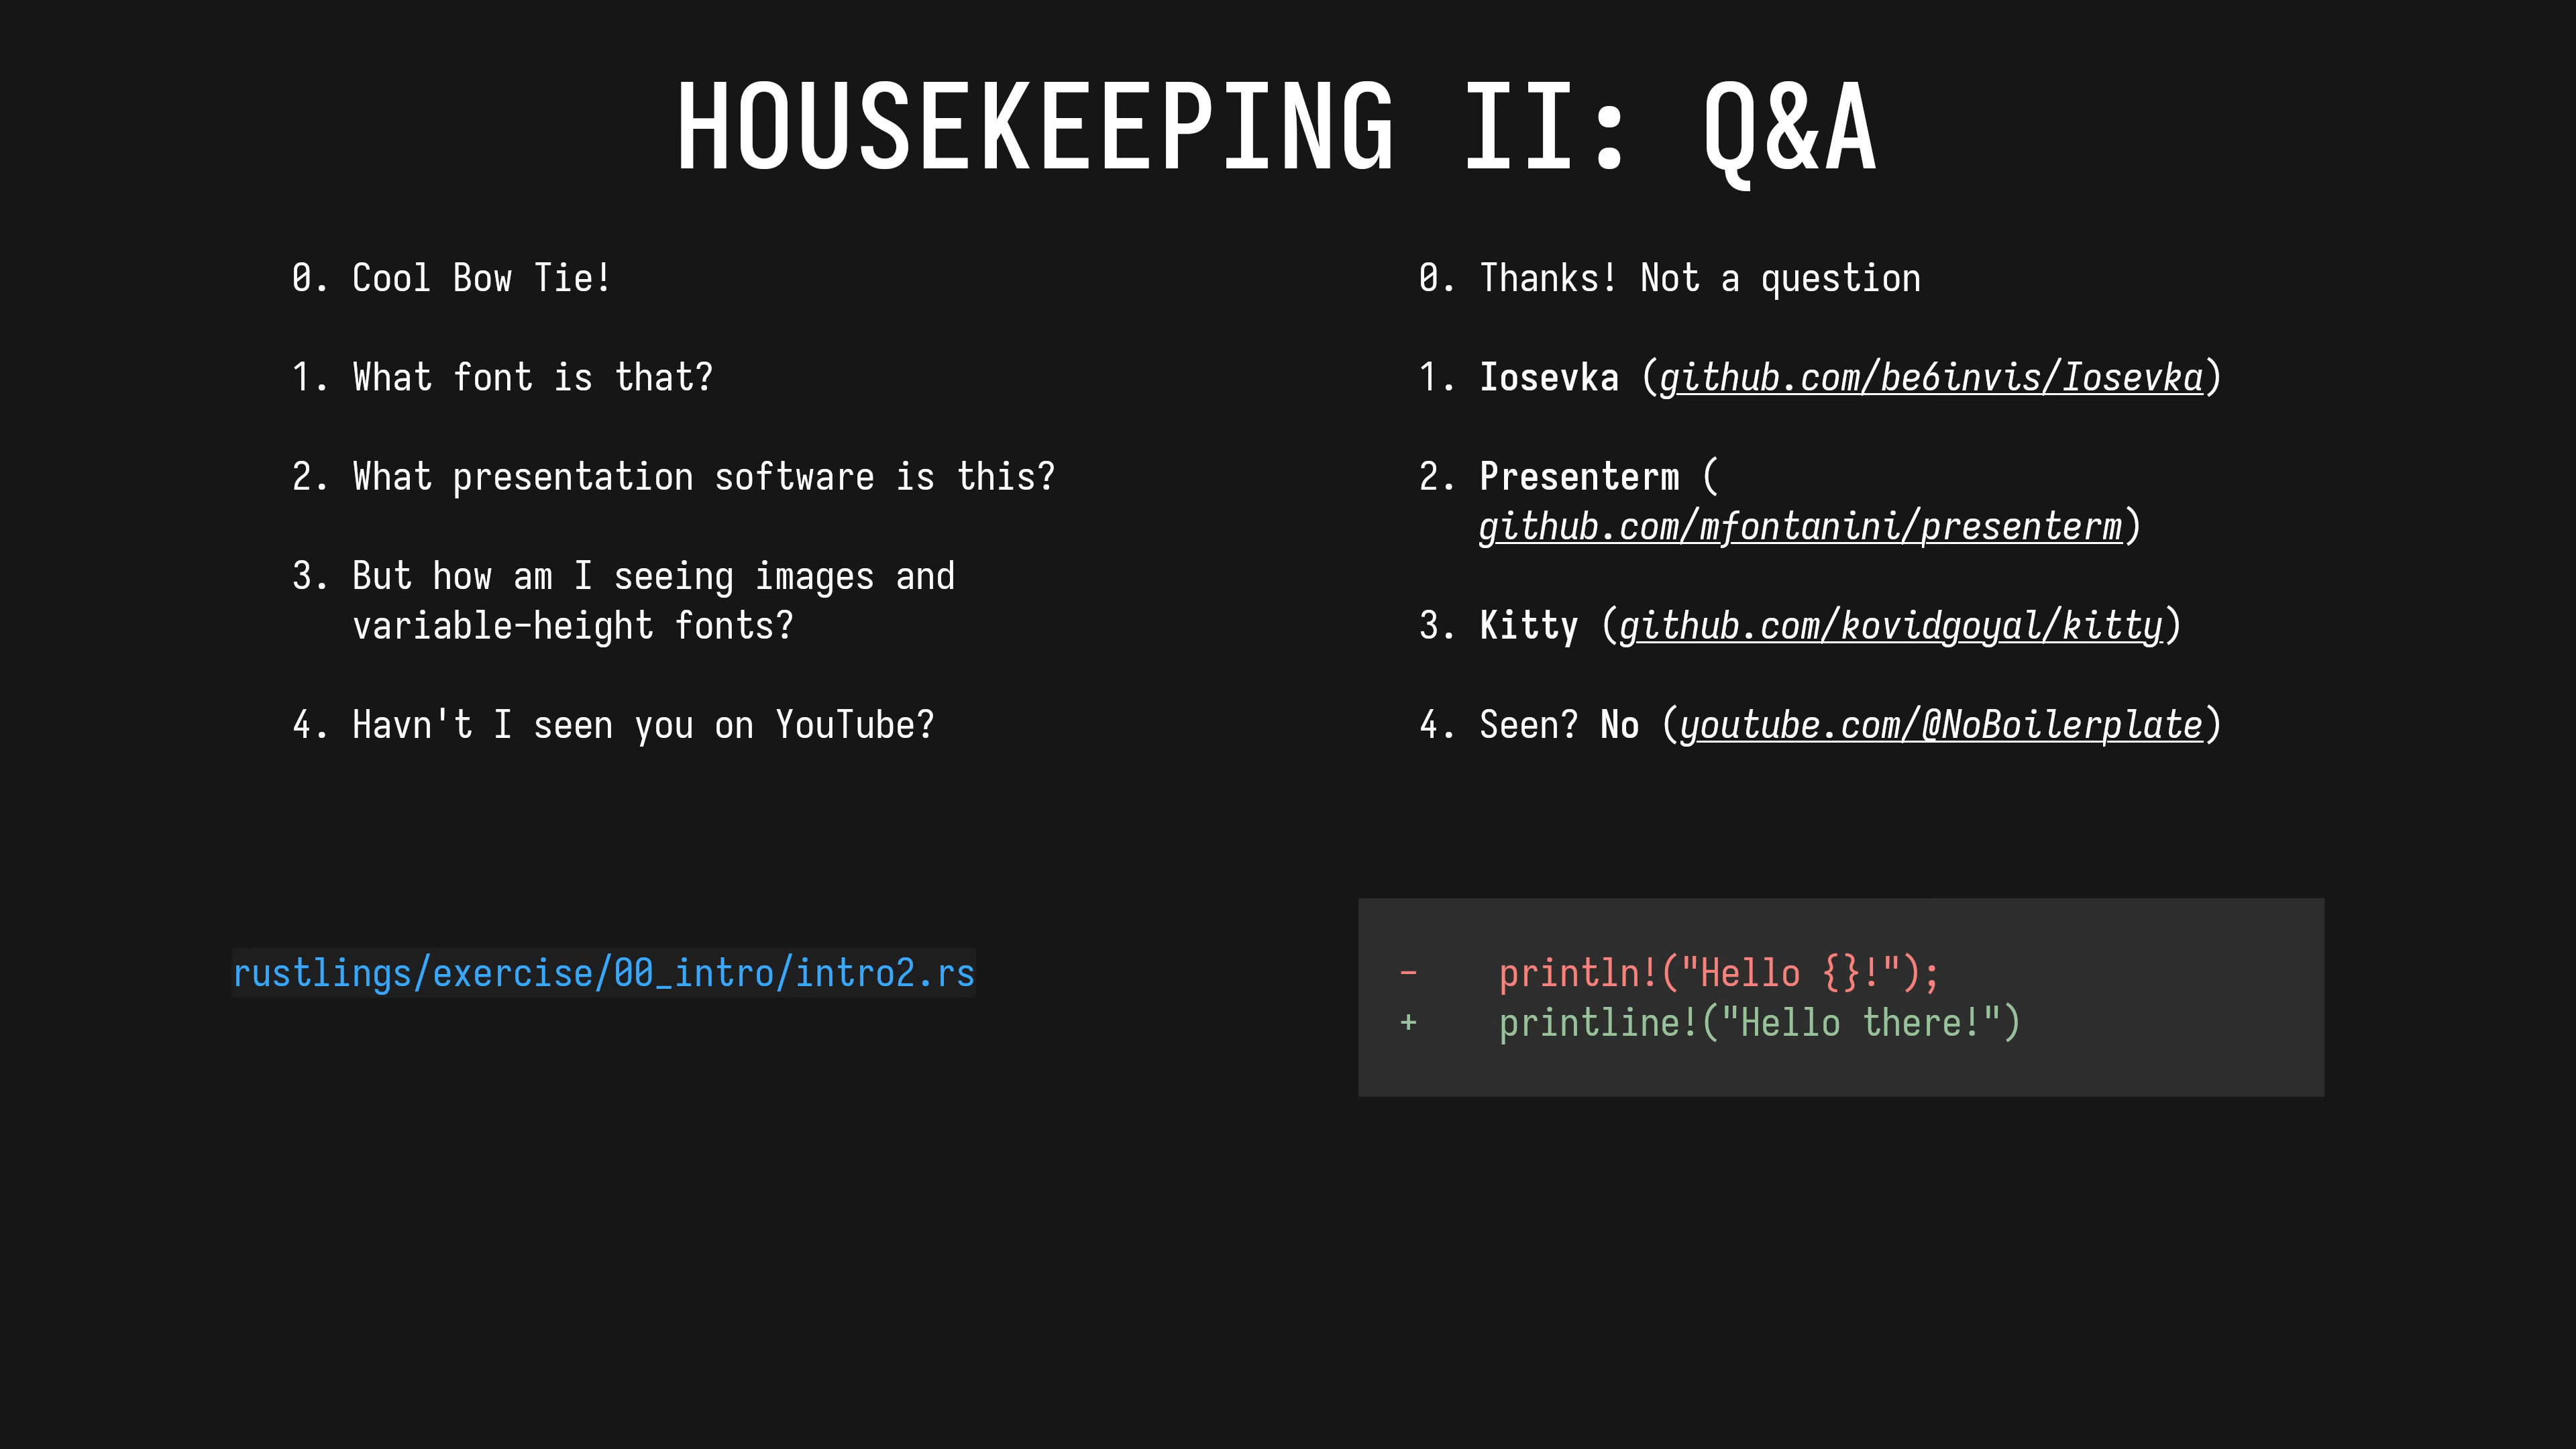 HOUSEKEEPING II: Q&A
0. Cool Bow Tie!
1. What font is that?
2. What presentation software is this?
3. But how am I seeing images and
variable-height fonts?
4. Havn't I seen you on YouTube?
0. Thanks! Not a question
1. Iosevka (github.com/be6invis/Iosevka)
2. Presenterm (
github.com/mfontanini/presenterm)
3. Kitty (github.com/kovidgoyal/kitty)
4. Seen? No (youtube.com/@NoBoilerplate)
rustlings/exercise/00_intro/intro2.rs
-    println!("Hello {}!");
+    printline!("Hello there!")